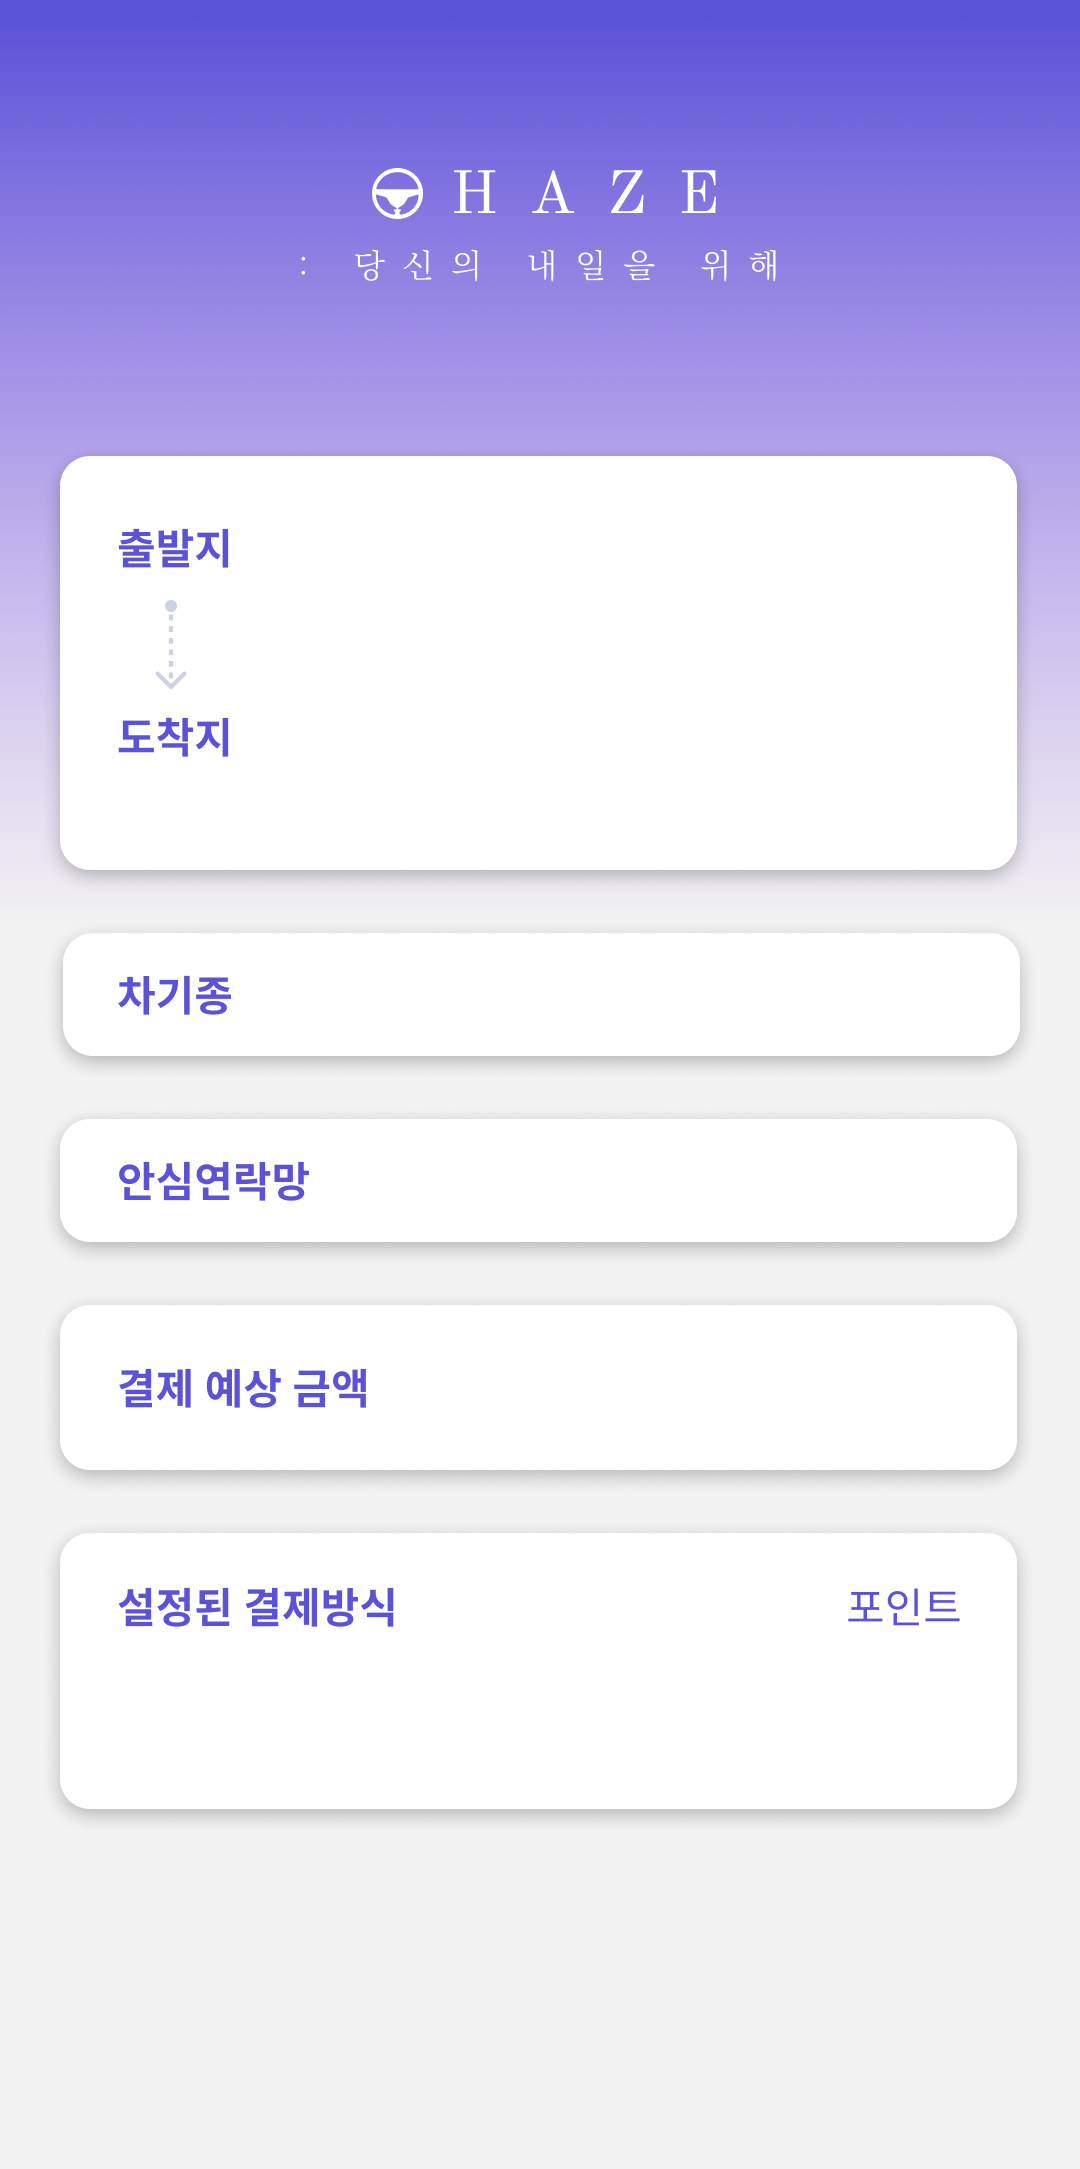 HAZE
: 당신의 내일을 위해
출발지
도착지
차기종
안심연락망
결제 예상 금액
설정된 결제방식 포인트